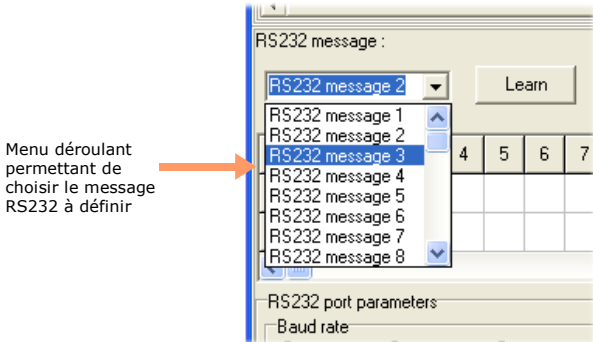 RS232 message :
RS232 message 2
Learn
RS232 message 1
RS232 message 2
RS232 message 3
RS232 message 4
RS232 message 5
RS232 message 6
RS232 message 7
RS232 message 8
4 5 6 7
Menu déroulant
permettant de
choisir le message
RS232 à définir
RS232 port parameters
Baud rate